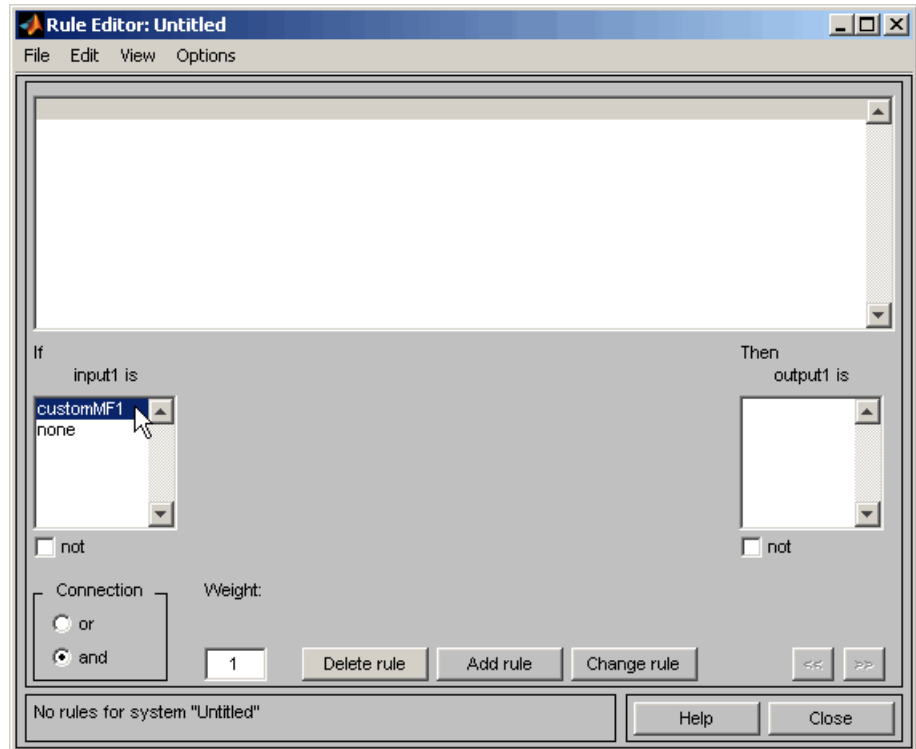 Rule Editor: Untitled
File Edit View Options
If
input1 is
customMF1
none
not
Then
output1 is
not
Connection
or
and
Weight:
1
Delete rule
Add rule
Change rule
<<
>>
No rules for system "Untitled"
Help
Close